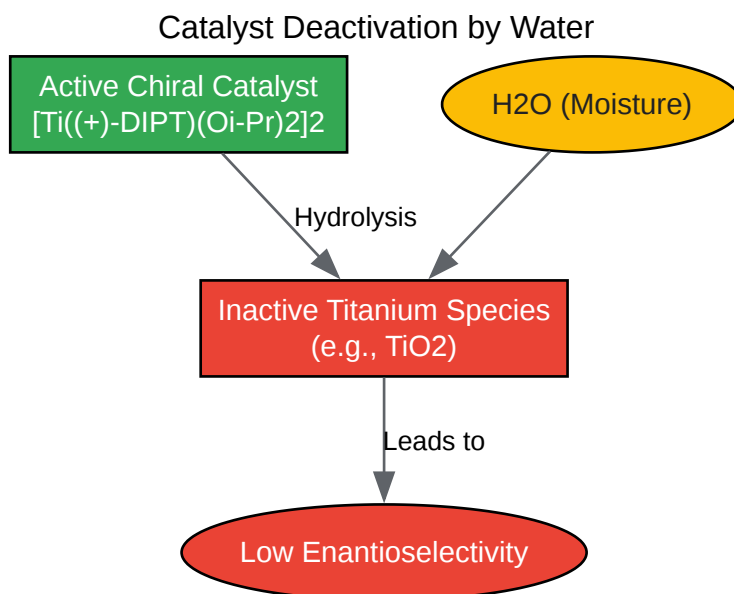 Catalyst Deactivation by Water
Active Chiral Catalyst
[Ti((+)-DIPT)(Oi-Pr)2]2
H2O (Moisture)
Hydrolysis
Inactive Titanium Species
(e.g., TiO2)
Leads to
Low Enantioselectivity